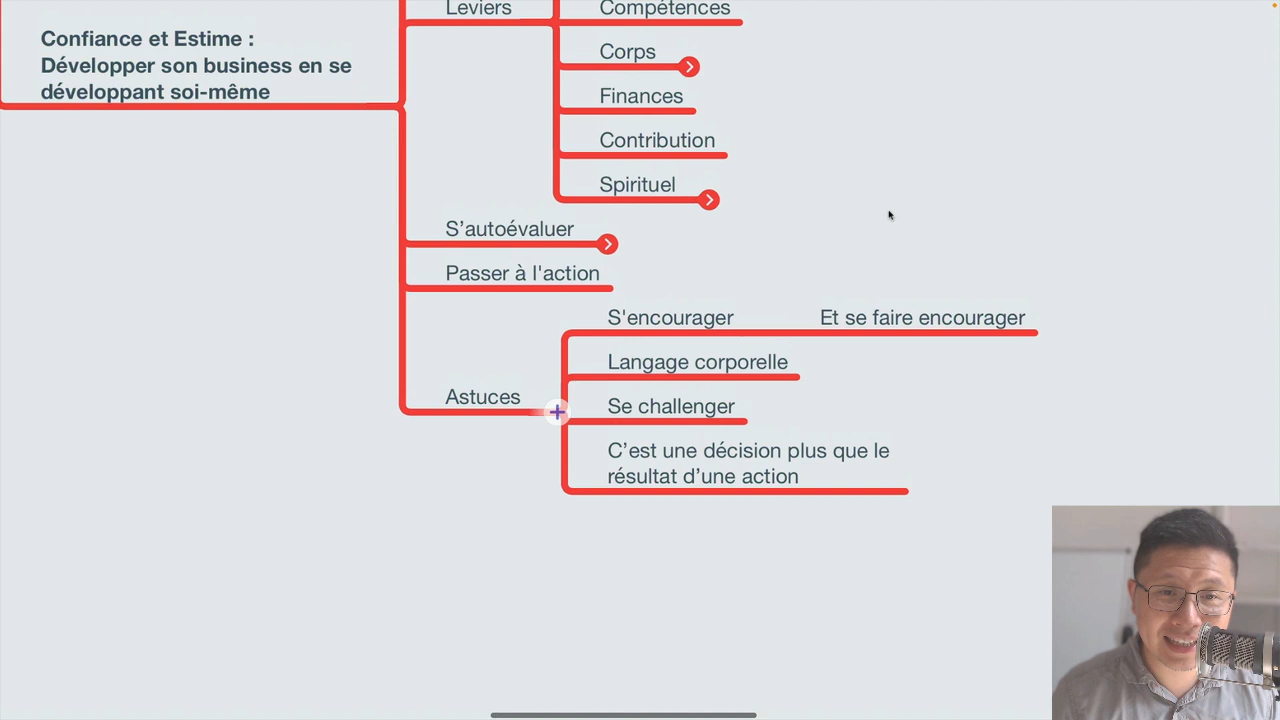 Confiance et Estime :
Développer son business en se
développant soi-même
Leviers
Compétences
Corps
Finances
Contribution
Spirituel
S’autoévaluer
Passer à l'action
Astuces
S'encourager
Et se faire encourager
Langage corporelle
Se challenger
C’est une décision plus que le
résultat d’une action